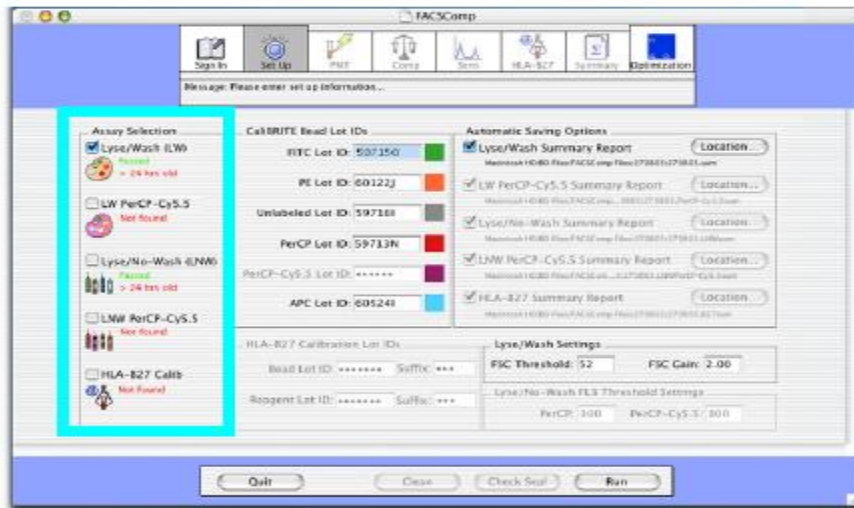 FACSComp
Sign In
Set Up
PMT
Comp
Sens
HLA-B27
Summary
Optimization
Message: Please enter set up information...
Assay Selection
Lyse/Wash (LW)
Passed
> 24 hrs old
LW PerCP-Cy5.5
Not found
Lyse/No-Wash (LNW)
Passed
> 24 hrs old
LNW PerCP-Cy5.5
Not found
HLA-B27 Calib
Not Found
CaliBRITE Bead Lot IDs
FITC Lot ID:
PE Lot ID: 60122J
Unlabeled Lot ID:
PerCP Lot ID: 59713N
PerCP-Cy5.5 Lot ID: ******
APC Lot ID:
Automatic Saving Options
Lyse/Wash Summary Report
Location...
LW PerCP-Cy5.5 Summary Report
Location...
Lyse/No-Wash Summary Report
Location...
LNW PerCP-Cy5.5 Summary Report
Location...
HLA-B27 Summary Report
Location...
HLA-B27 Calibration Lot IDs
Bead Lot ID: ******* Suffix: ***
Reagent Lot ID: ******* Suffix: ***
Lyse/Wash Settings
FSC Threshold: 52 FSC Gain: 2.00
Lyse/No-Wash FL3 Threshold Settings
PerCP: 300 PerCP-Cy5.5: 300
Quit
Clean
Check Seal
Run